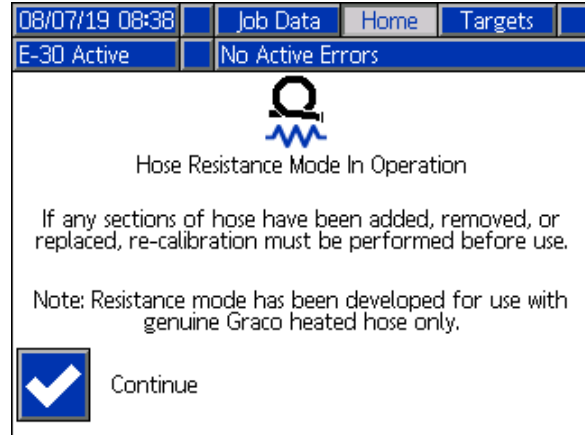 08/07/19 08:38 Job Data Home Targets
E-30 Active No Active Errors
Hose Resistance Mode In Operation
If any sections of hose have been added, removed, or
replaced, re-calibration must be performed before use.
Note: Resistance mode has been developed for use with
genuine Graco heated hose only.
Continue